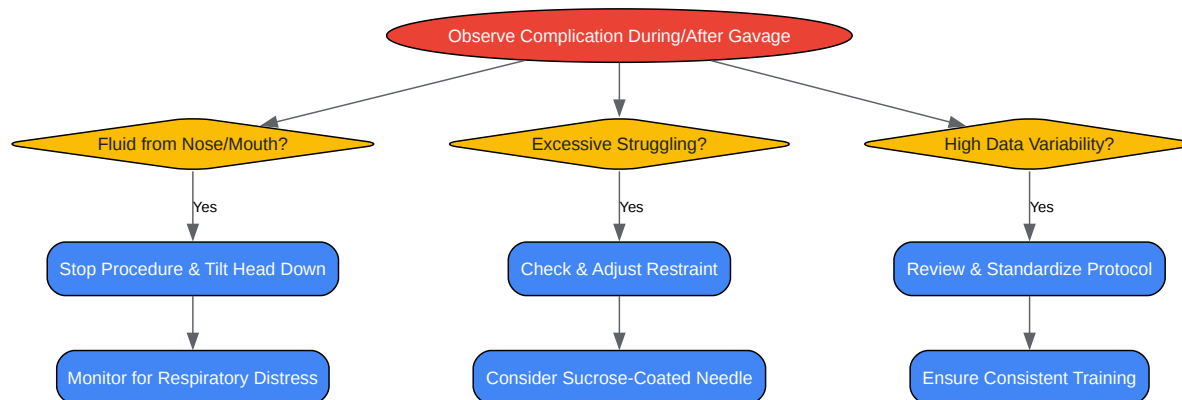 Observe Complication During/After Gavage
Fluid from Nose/Mouth?
Excessive Struggling?
High Data Variability?
Yes
Yes
Yes
Stop Procedure & Tilt Head Down
Check & Adjust Restraint
Review & Standardize Protocol
Monitor for Respiratory Distress
Consider Sucrose-Coated Needle
Ensure Consistent Training